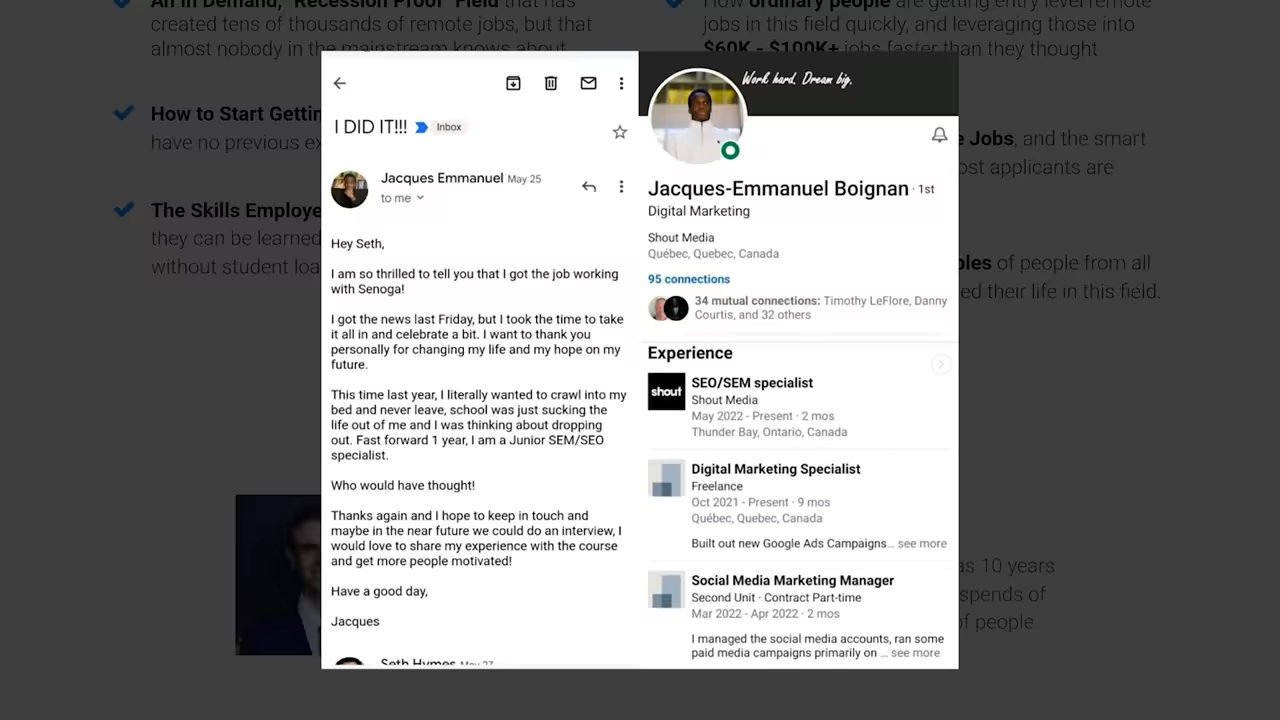 An In Demand, "Recession Proof" Field that has
created tens of thousands of remote jobs, but that
almost nobody in the mainstream knows about
How to Start Gettin
have no previous ex
The Skills Employe
they can be learned
without student loa
How ordinary people are getting entry level remote
jobs in this field quickly, and leveraging those into
$60K - $100K+ jobs faster than they thought
e Jobs, and the smart
ost applicants are
ples of people from all
ed their life in this field.
as 10 years
spends of
of people
I DID IT!!! Inbox
Jacques Emmanuel May 25
to me
Hey Seth,
I am so thrilled to tell you that I got the job working
with Senoga!
I got the news last Friday, but I took the time to take
it all in and celebrate a bit. I want to thank you
personally for changing my life and my hope on my
future.
This time last year, I literally wanted to crawl into my
bed and never leave, school was just sucking the
life out of me and I was thinking about dropping
out. Fast forward 1 year, I am a Junior SEM/SEO
specialist.
Who would have thought!
Thanks again and I hope to keep in touch and
maybe in the near future we could do an interview, I
would love to share my experience with the course
and get more people motivated!
Have a good day,
Jacques
Seth Hymes May 27
Work hard. Dream big.
Jacques-Emmanuel Boignan · 1st
Digital Marketing
Shout Media
Québec, Quebec, Canada
95 connections
34 mutual connections: Timothy LeFlore, Danny
Courtis, and 32 others
Experience
shout
SEO/SEM specialist
Shout Media
May 2022 - Present · 2 mos
Thunder Bay, Ontario, Canada
Digital Marketing Specialist
Freelance
Oct 2021 - Present · 9 mos
Québec, Quebec, Canada
Built out new Google Ads Campaigns... see more
Social Media Marketing Manager
Second Unit · Contract Part-time
Mar 2022 - Apr 2022 · 2 mos
I managed the social media accounts, ran some
paid media campaigns primarily on ... see more